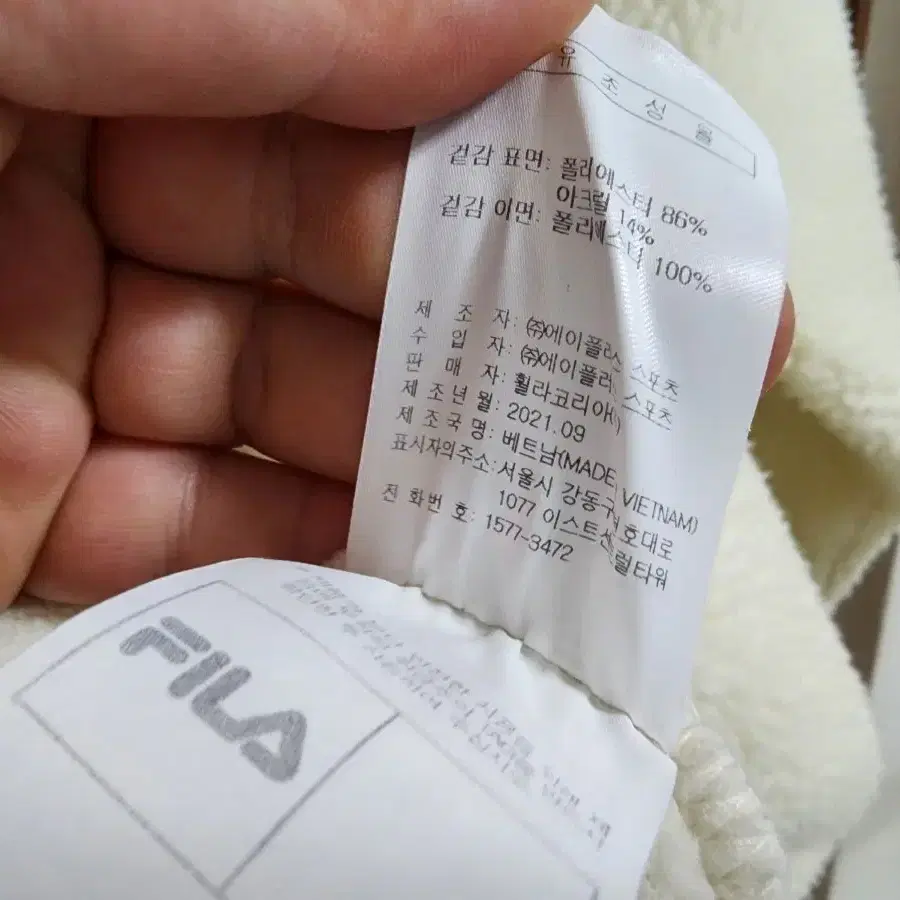 유 조 성 율
겉감 표면: 폴리에스터 86%
아크릴 14%
겉감 이면: 폴리에스터 100%
제 조 자: ㈜에이플러스 스포츠
수 입 자: ㈜에이플러스 스포츠
판 매 자: 휠라코리아㈜
제 조 년 월: 2021.09
제 조 국 명: 베트남(MADE VIETNAM)
표시자의주소: 서울시 강동구 호대로
1077 이스트센트럴타워
전 화 번 호: 1577-3472
FILA